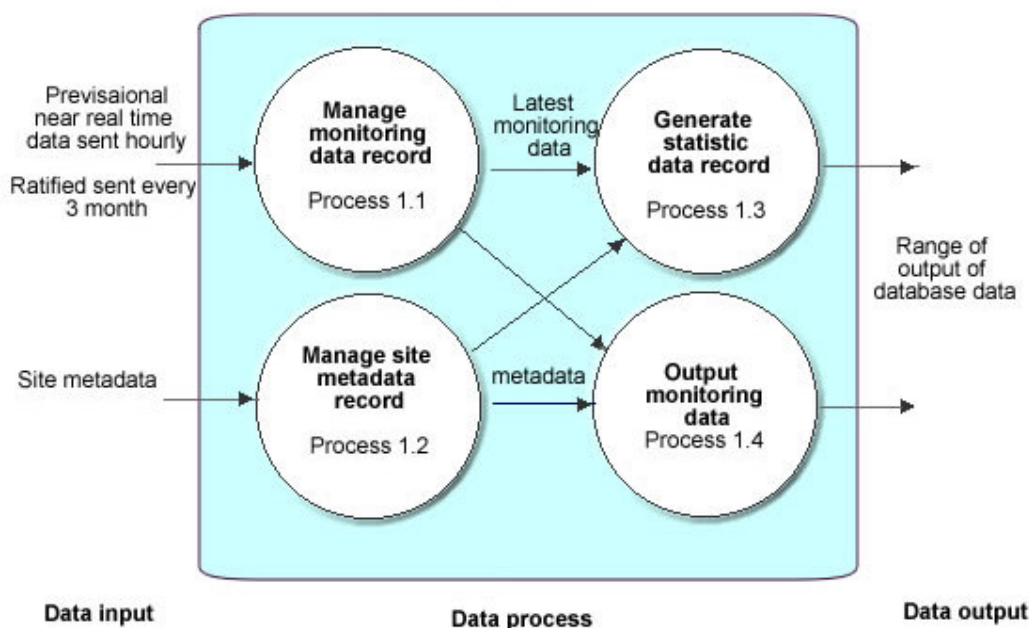 Previsaional
near real time
data sent hourly
Ratified sent every
3 month
Manage
monitoring
data record
Process 1.1
Latest
monitoring
data
Generate
statistic
data record
Process 1.3
Range of
output of
database data
Site metadata
Manage site
metadata
record
Process 1.2
metadata
Output
monitoring
data
Process 1.4
Data input
Data process
Data output